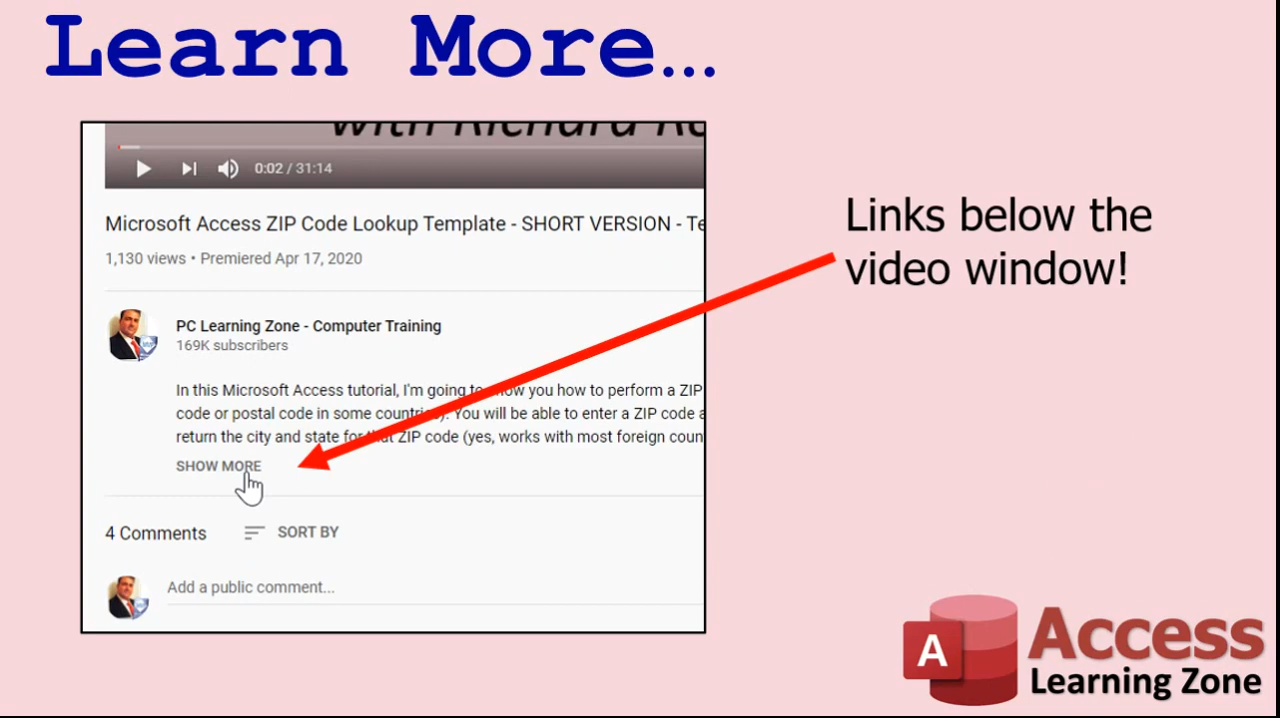 Learn More...
with Richard
0:02 / 31:14
Microsoft Access ZIP Code Lookup Template - SHORT VERSION -
1,130 views • Premiered Apr 17, 2020
Links below the
video window!
PC Learning Zone - Computer Training
169K subscribers
In this Microsoft Access tutorial, I'm going to show you how to perform a ZIP
code or postal code in some countries). You will be able to enter a ZIP code
return the city and state for that ZIP code (yes, works with most foreign
SHOW MORE
4 Comments SORT BY
Add a public comment...
A
Access
Learning Zone